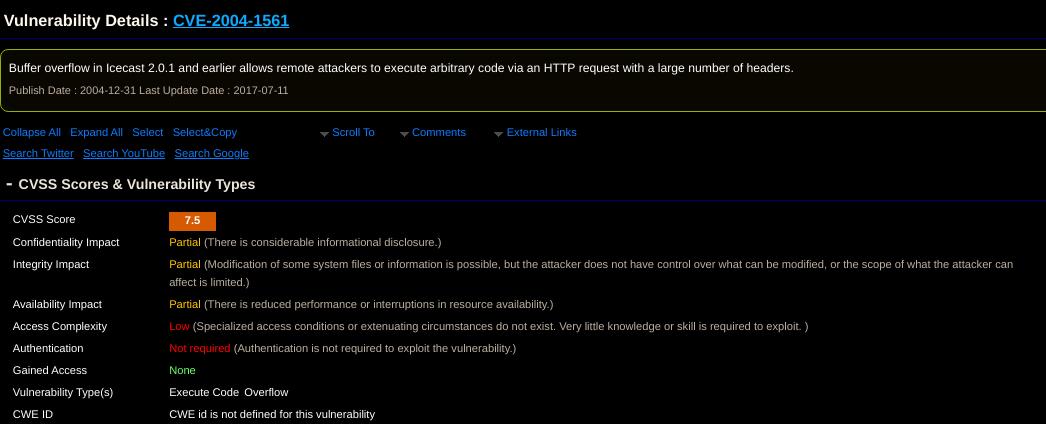 Vulnerability Details : CVE-2004-1561
Buffer overflow in Icecast 2.0.1 and earlier allows remote attackers to execute arbitrary code via an HTTP request with a large number of headers.
Publish Date : 2004-12-31 Last Update Date : 2017-07-11
Collapse All Expand All Select Select&Copy Scroll To Comments External Links
Search Twitter Search YouTube Search Google
- CVSS Scores & Vulnerability Types
CVSS Score 7.5
Confidentiality Impact Partial (There is considerable informational disclosure.)
Integrity Impact Partial (Modification of some system files or information is possible, but the attacker does not have control over what can be modified, or the scope of what the attacker can
affect is limited.)
Availability Impact Partial (There is reduced performance or interruptions in resource availability.)
Access Complexity Low (Specialized access conditions or extenuating circumstances do not exist. Very little knowledge or skill is required to exploit. )
Authentication Not required (Authentication is not required to exploit the vulnerability.)
Gained Access None
Vulnerability Type(s) Execute Code Overflow
CWE ID CWE id is not defined for this vulnerability